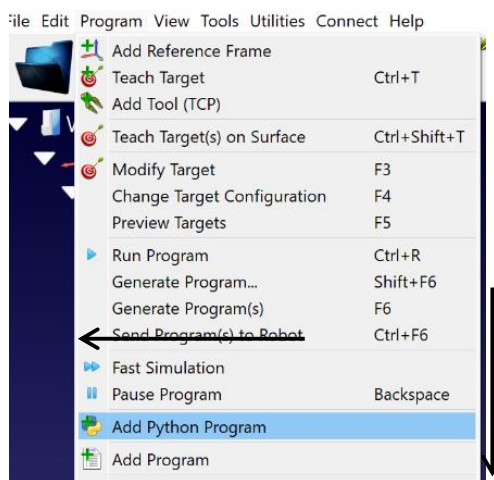 File Edit Program View Tools Utilities Connect Help
Add Reference Frame
Teach Target Ctrl+T
Add Tool (TCP)
Teach Target(s) on Surface Ctrl+Shift+T
Modify Target F3
Change Target Configuration F4
Preview Targets F5
Run Program Ctrl+R
Generate Program... Shift+F6
Generate Program(s) F6
Send Program(s) to Robot Ctrl+F6
Fast Simulation
Pause Program Backspace
Add Python Program
Add Program